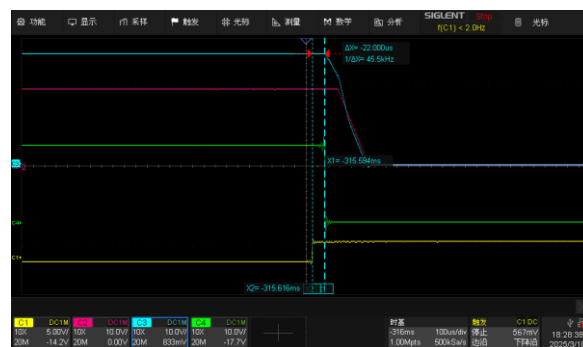 功能 显示 采样 触发 光标 测量 数学 分析 SIGLENT Stop 光标
f(C1) < 2.0Hz
ΔX= -22.000us
1/ΔX= 45.5kHz
X1= -315.594ms
C3
C4
C1
X2= -315.616ms
C1 DC1M C2 DC1M C3 DC1M C4 DC1M 时基 触发 C1 DC
10X 5.00V/ 10X 10.0V/ 10X 10.0V/ 10X 10.0V/ -316ms 100us/div 停止 567mV 18:28:38
20M -14.2V 20M 0.00V 20M 833mV 20M -17.7V 1.00Mpts 500kSa/s 边沿 下降沿